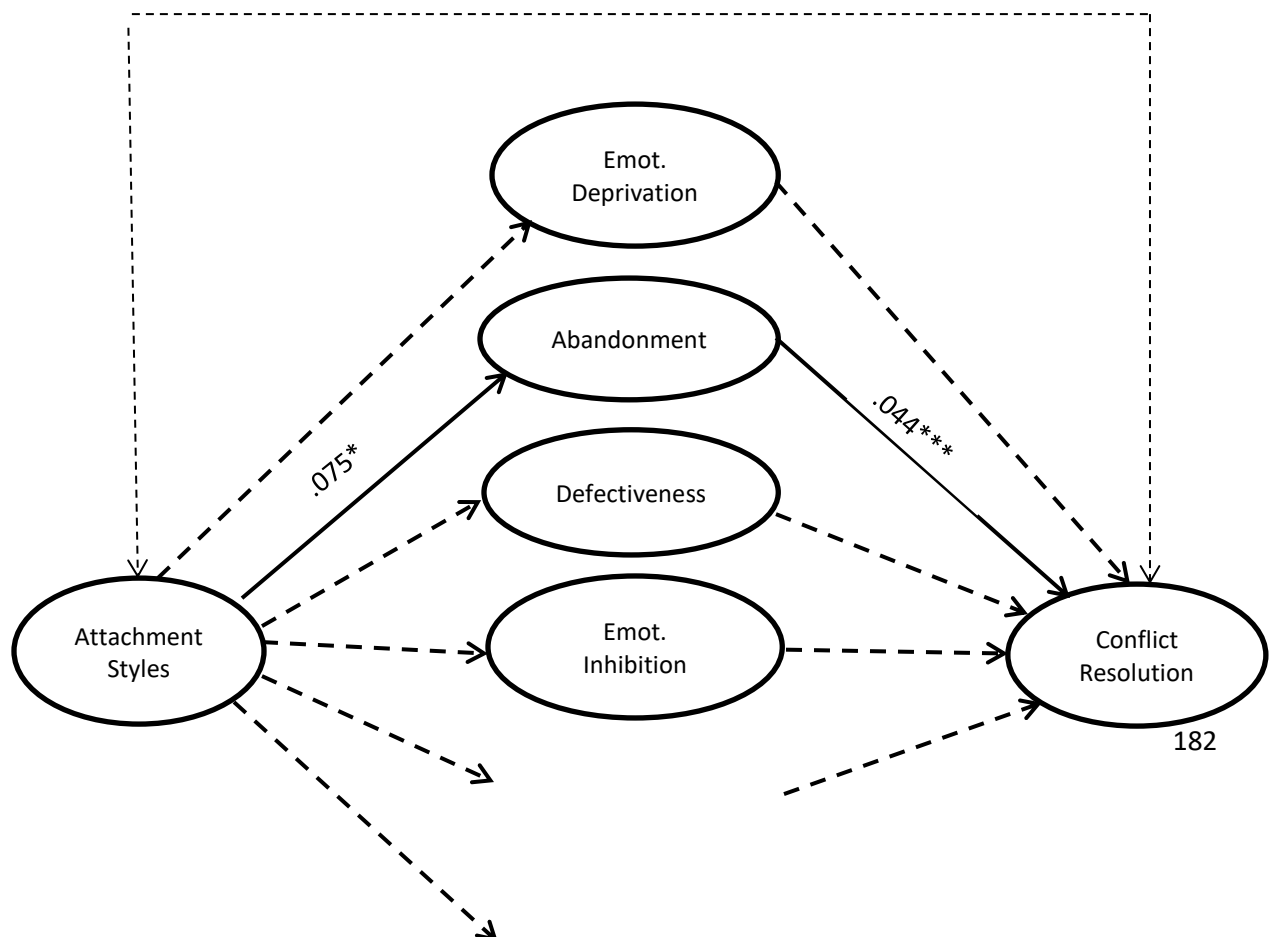 Emot.
Deprivation
Abandonment
.075*
.044***
Defectiveness
Attachment
Styles
Emot.
Inhibition
Conflict
Resolution
182